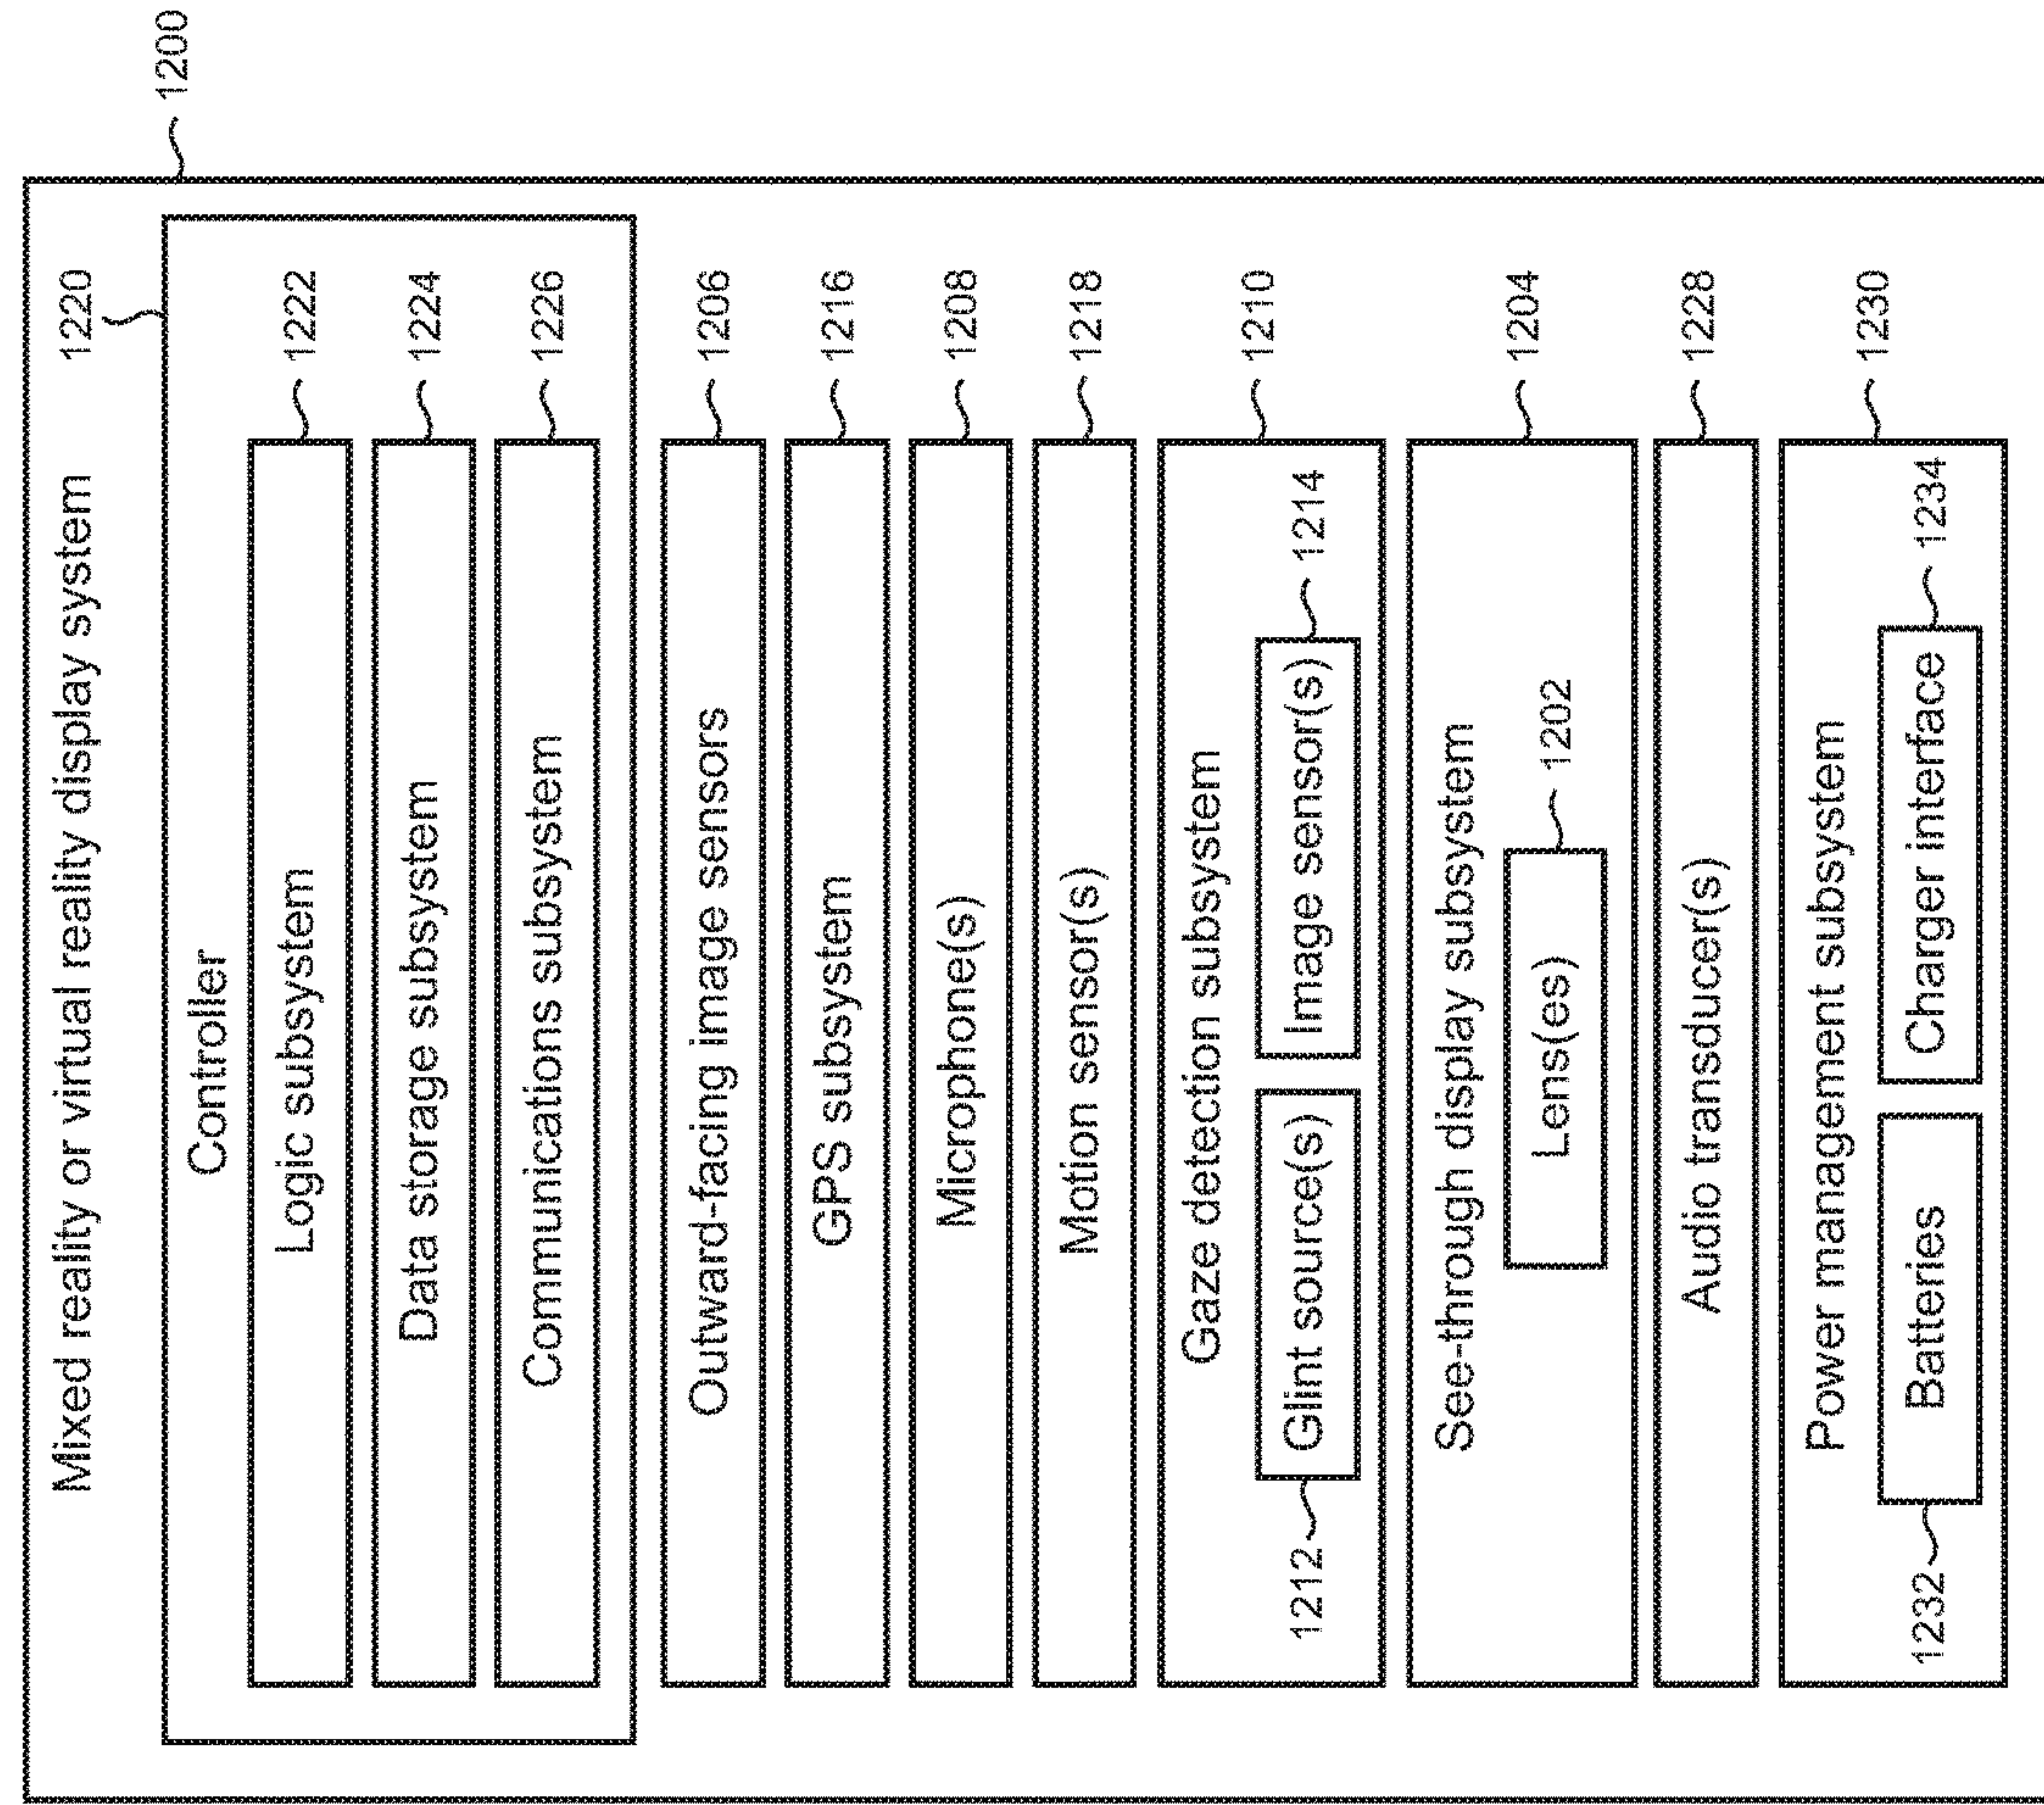 1200
Mixed reality or virtual reality display system 1220
Controller
Logic subsystem 1222
Data storage subsystem 1224
Communications subsystem 1226
Outward-facing image sensors 1206
GPS subsystem 1216
Microphone(s) 1208
Motion sensor(s) 1218
Gaze detection subsystem 1210
1212 Glint source(s) Image sensor(s) 1214
See-through display subsystem 1204
Lens(es) 1202
Audio transducer(s) 1228
Power management subsystem 1230
1232 Batteries Charger interface 1234